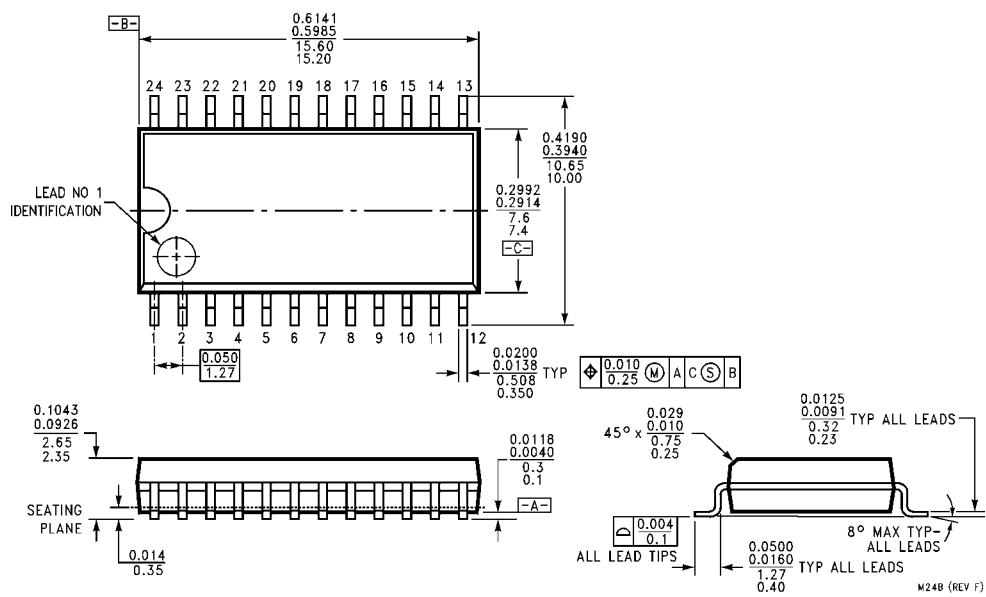 -B-
0.6141
0.5985
15.60
15.20
24 23 22 21 20 19 18 17 16 15 14 13
LEAD NO 1
IDENTIFICATION
0.2992
0.2914
7.6
7.4
-C-
0.4190
0.3940
10.65
10.00
1 2 3 4 5 6 7 8 9 10 11 12
0.050
1.27
0.0200
0.0138
0.508
0.350
TYP
⌖ 0.010 0.25 Ⓜ A C Ⓢ B
0.1043
0.0926
2.65
2.35
SEATING
PLANE
0.014
0.35
0.0118
0.0040
0.3
0.1
-A-
45° x
0.029
0.010
0.75
0.25
0.0125
0.0091
0.32
0.23
TYP ALL LEADS
0.004
0.1
ALL LEAD TIPS
0.0500
0.0160
1.27
0.40
TYP ALL LEADS
8° MAX TYP-
ALL LEADS
M24B (REV F)